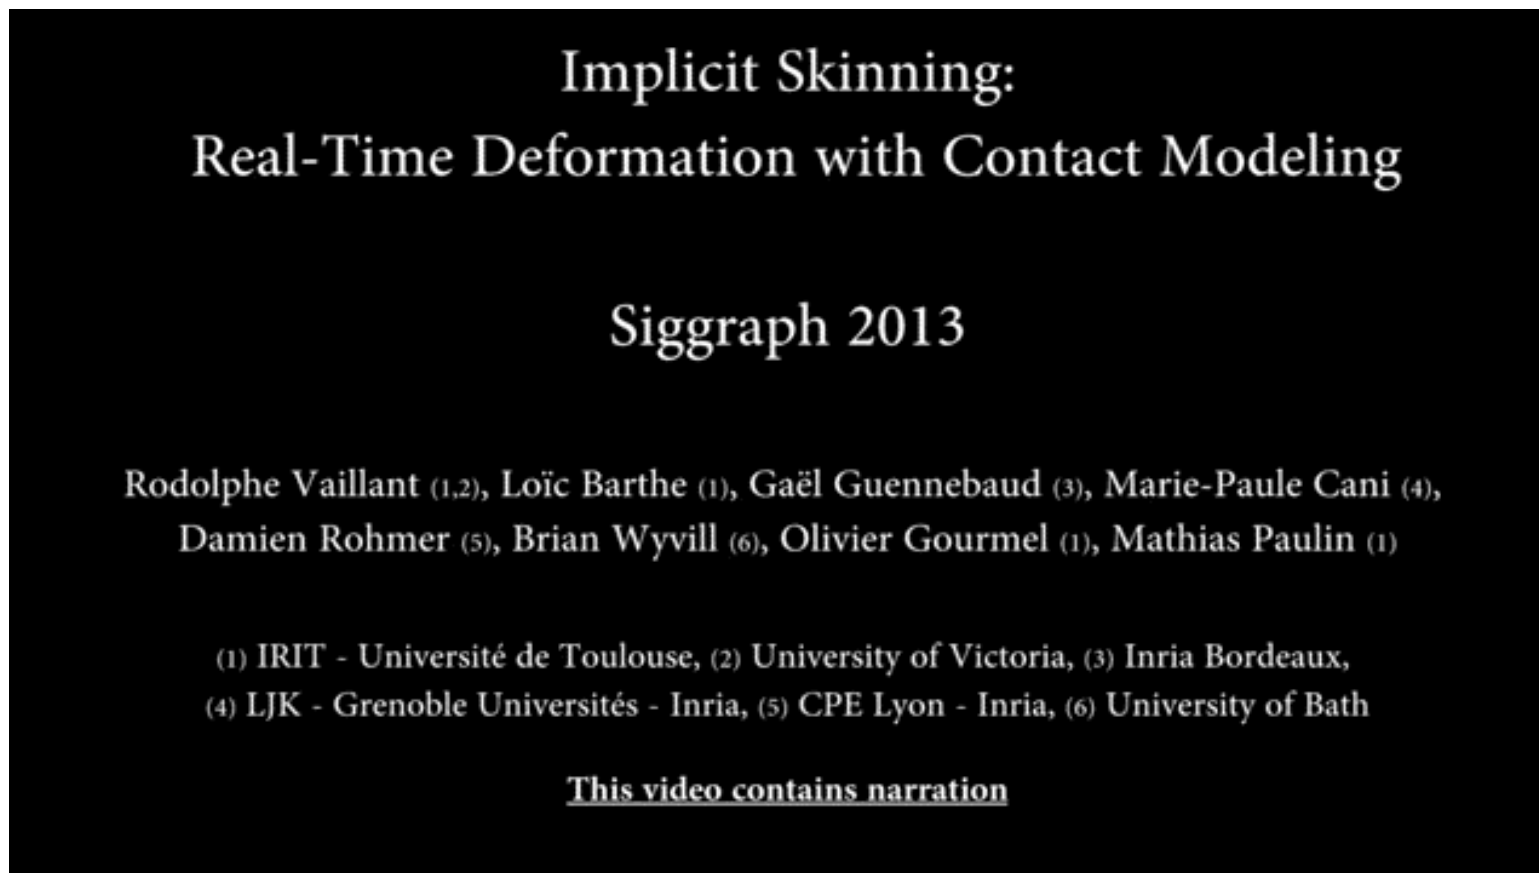 Implicit Skinning:
Real-Time Deformation with Contact Modeling
Siggraph 2013
Rodolphe Vaillant (1,2), Loïc Barthe (1), Gaël Guennebaud (3), Marie-Paule Cani (4),
Damien Rohmer (5), Brian Wyvill (6), Olivier Gourmel (1), Mathias Paulin (1)
(1) IRIT - Université de Toulouse, (2) University of Victoria, (3) Inria Bordeaux,
(4) LJK - Grenoble Universités - Inria, (5) CPE Lyon - Inria, (6) University of Bath
This video contains narration